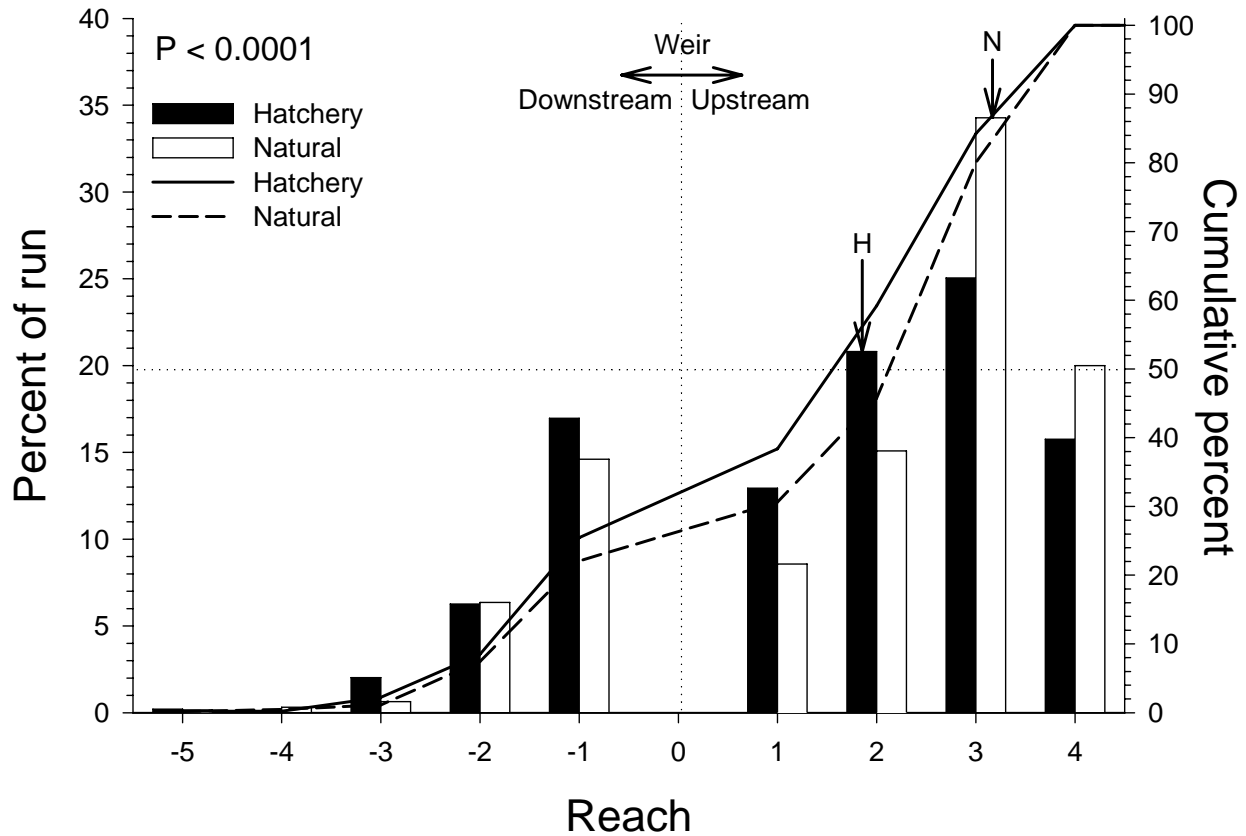 P < 0.0001
Weir
Downstream Upstream
Hatchery
Natural
Hatchery
Natural
H
N
Percent of run
40
35
30
25
20
15
10
5
0
Cumulative percent
100
90
80
70
60
50
40
30
20
10
0
-5 -4 -3 -2 -1 0 1 2 3 4
Reach